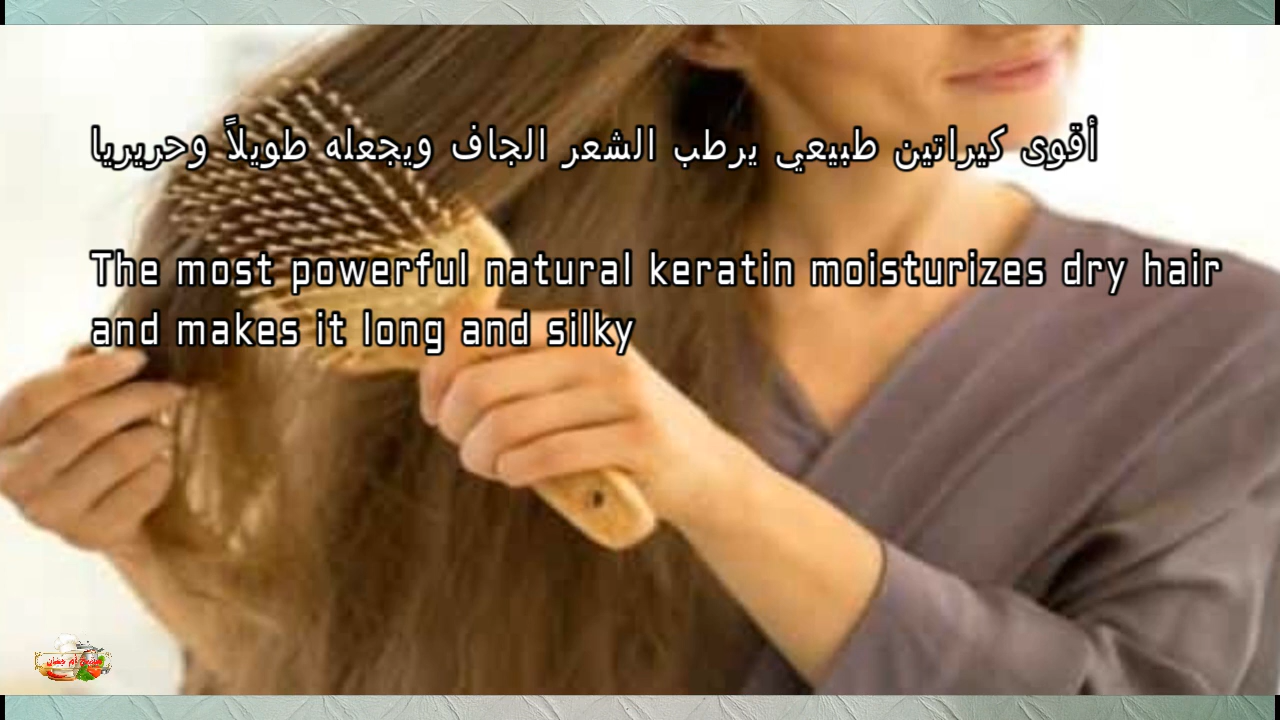 أقوى كيراتين طبيعي يرطب الشعر الجاف ويجعله طويلاً وحريريا
The most powerful natural keratin moisturizes dry hair
and makes it long and silky